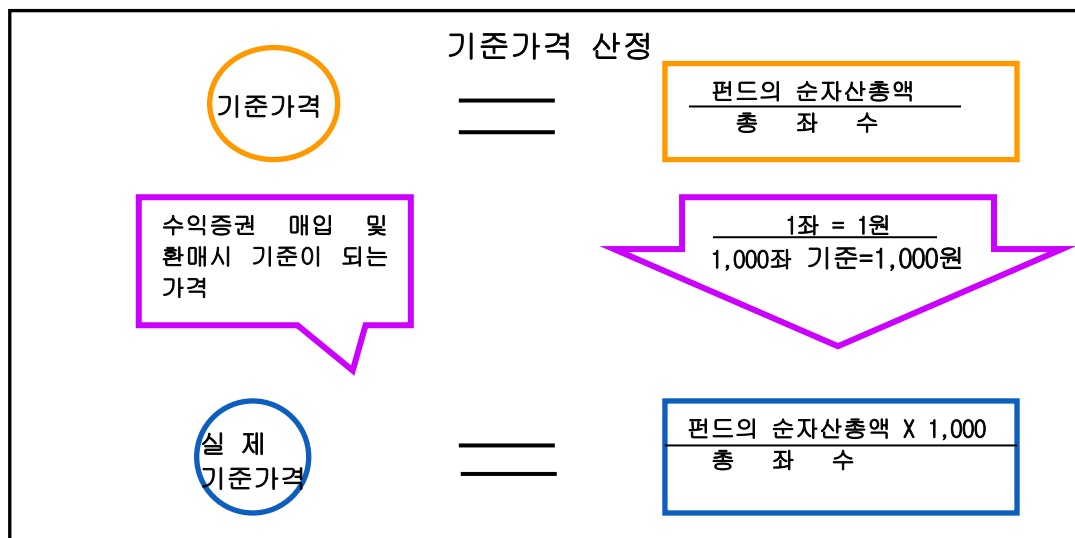 기준가격 산정
기준가격
펀드의 순자산총액
총 좌 수
수익증권 매입 및
환매시 기준이 되는
가격
1좌 = 1원
1,000좌 기준=1,000원
실 제
기준가격
펀드의 순자산총액 X 1,000
총 좌 수